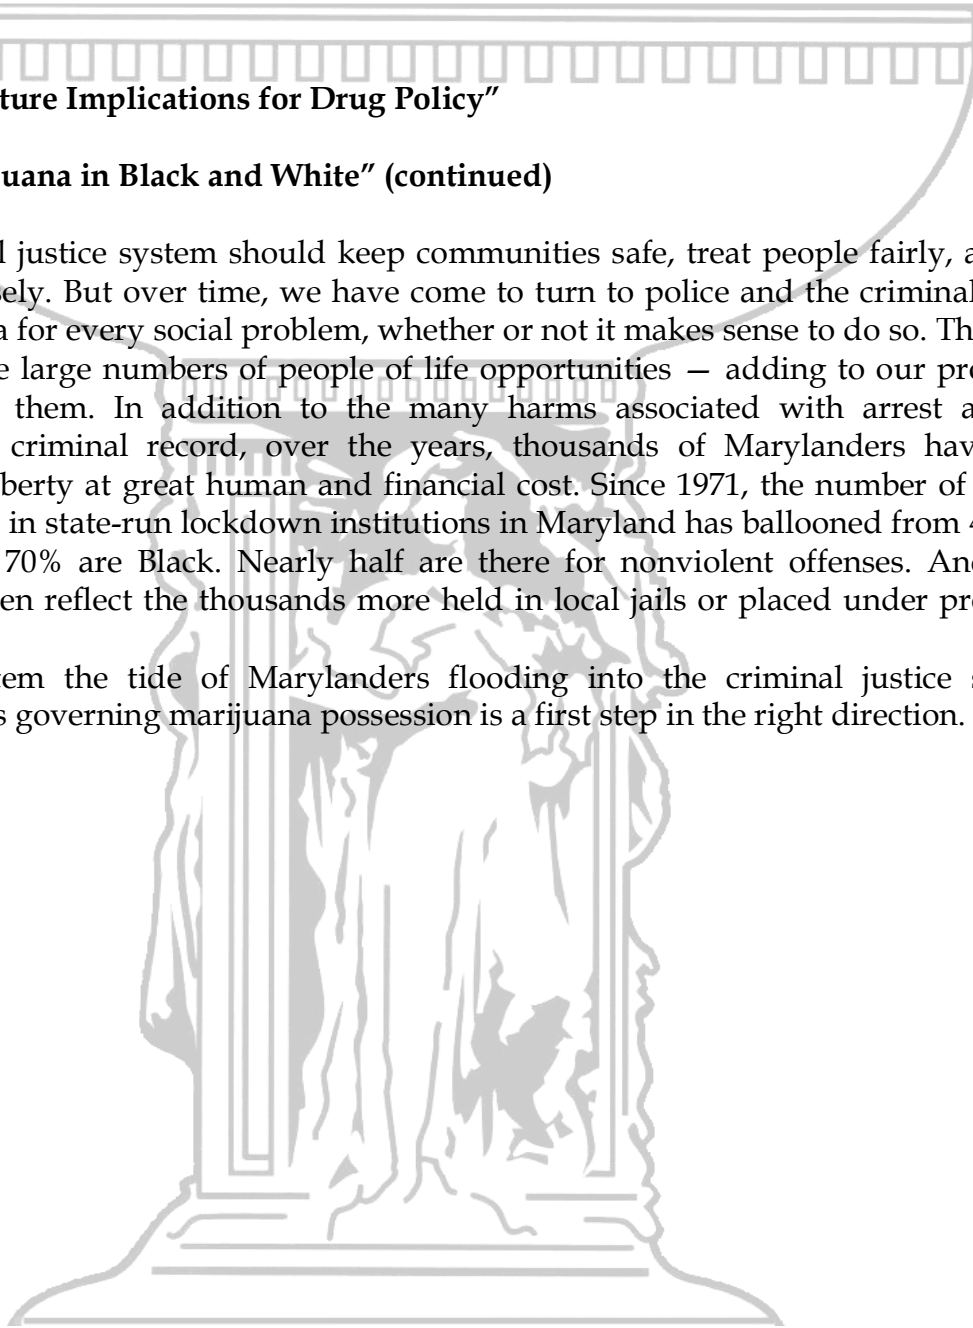 ture Implications for Drug Policy”
uana in Black and White” (continued)
l justice system should keep communities safe, treat people fairly, a
sely. But over time, we have come to turn to police and the criminal
a for every social problem, whether or not it makes sense to do so. Th
e large numbers of people of life opportunities — adding to our pro
them. In addition to the many harms associated with arrest a
criminal record, over the years, thousands of Marylanders hav
berty at great human and financial cost. Since 1971, the number of
in state-run lockdown institutions in Maryland has ballooned from 4
70% are Black. Nearly half are there for nonviolent offenses. And
en reflect the thousands more held in local jails or placed under pro
tem the tide of Marylanders flooding into the criminal justice s
s governing marijuana possession is a first step in the right direction.